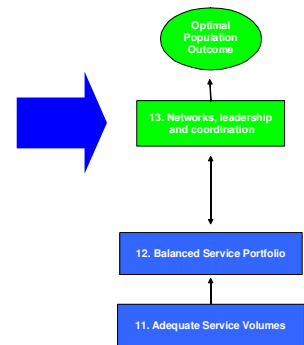 Optimal
Population
Outcome
13. Networks, leadership
and coordination
12. Balanced Service Portfolio
11. Adequate Service Volumes